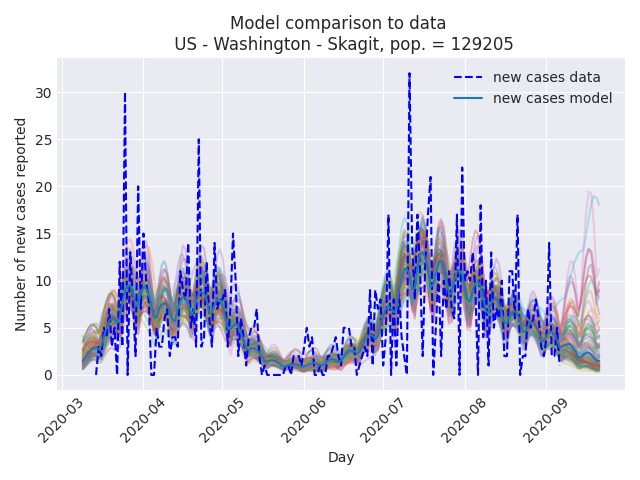 Model comparison to data
US - Washington - Skagit, pop. = 129205
new cases data
new cases model
Number of new cases reported
30
25
20
15
10
5
0
2020-03
2020-04
2020-05
2020-06
2020-07
2020-08
2020-09
Day